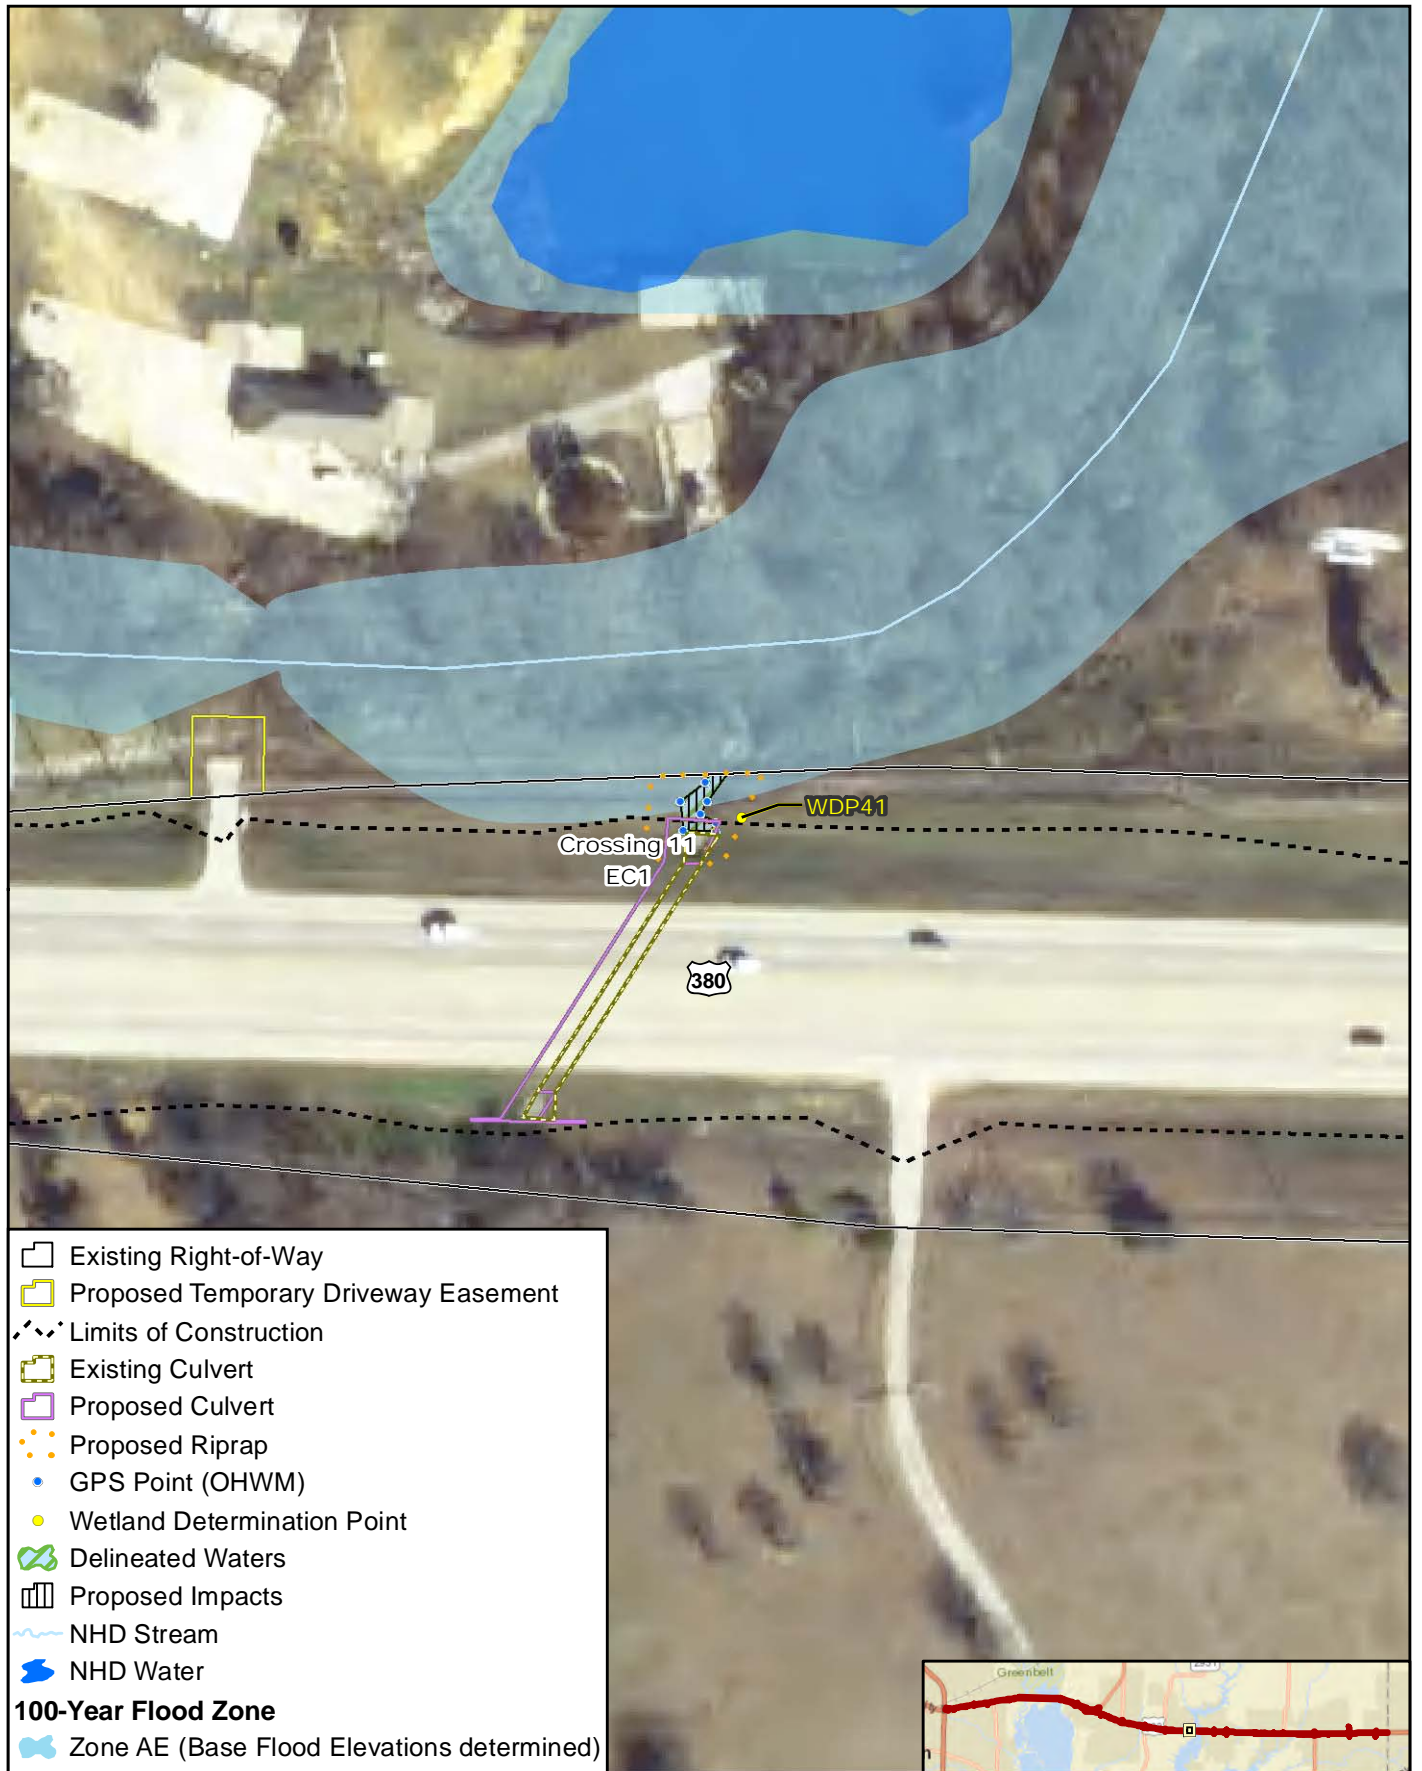 WDP41
Crossing 11
EC1
380
Existing Right-of-Way
Proposed Temporary Driveway Easement
Limits of Construction
Existing Culvert
Proposed Culvert
Proposed Riprap
GPS Point (OHWM)
Wetland Determination Point
Delineated Waters
Proposed Impacts
NHD Stream
NHD Water
100-Year Flood Zone
Zone AE (Base Flood Elevations determined)
Greenbelt